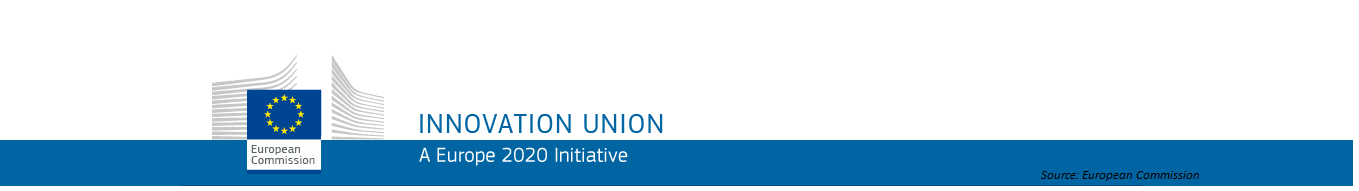 INNOVATION UNION
European
Commission
A Europe 2020 Initiative
Source: European Commission